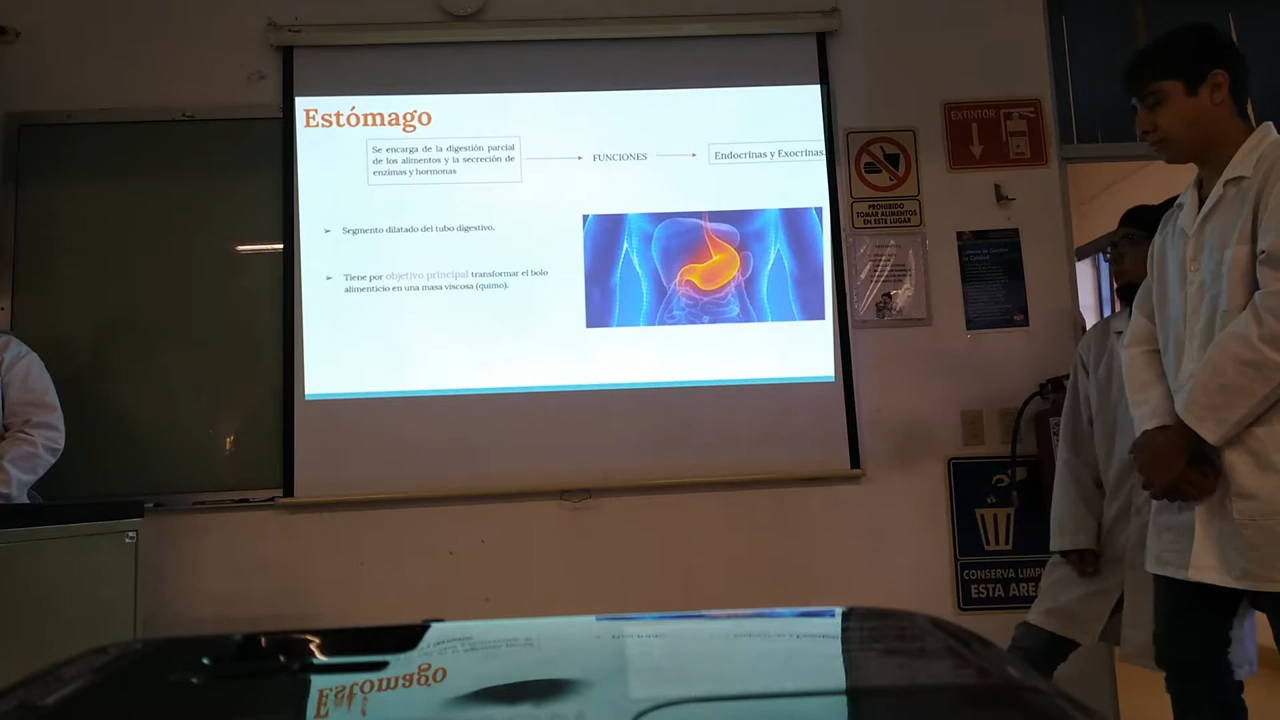 Estómago
Se encarga de la digestión parcial
de los alimentos y la secreción de
enzimas y hormonas
FUNCIONES
Endocrinas y Exocrinas
➢ Segmento dilatado del tubo digestivo.
➢ Tiene por objetivo principal transformar el bolo
alimenticio en una masa viscosa (quimo).
EXTINTOR
PROHIBIDO
TOMAR ALIMENTOS
EN ESTE LUGAR
CONSERVA LIMPI
ESTA AREA
Estómago